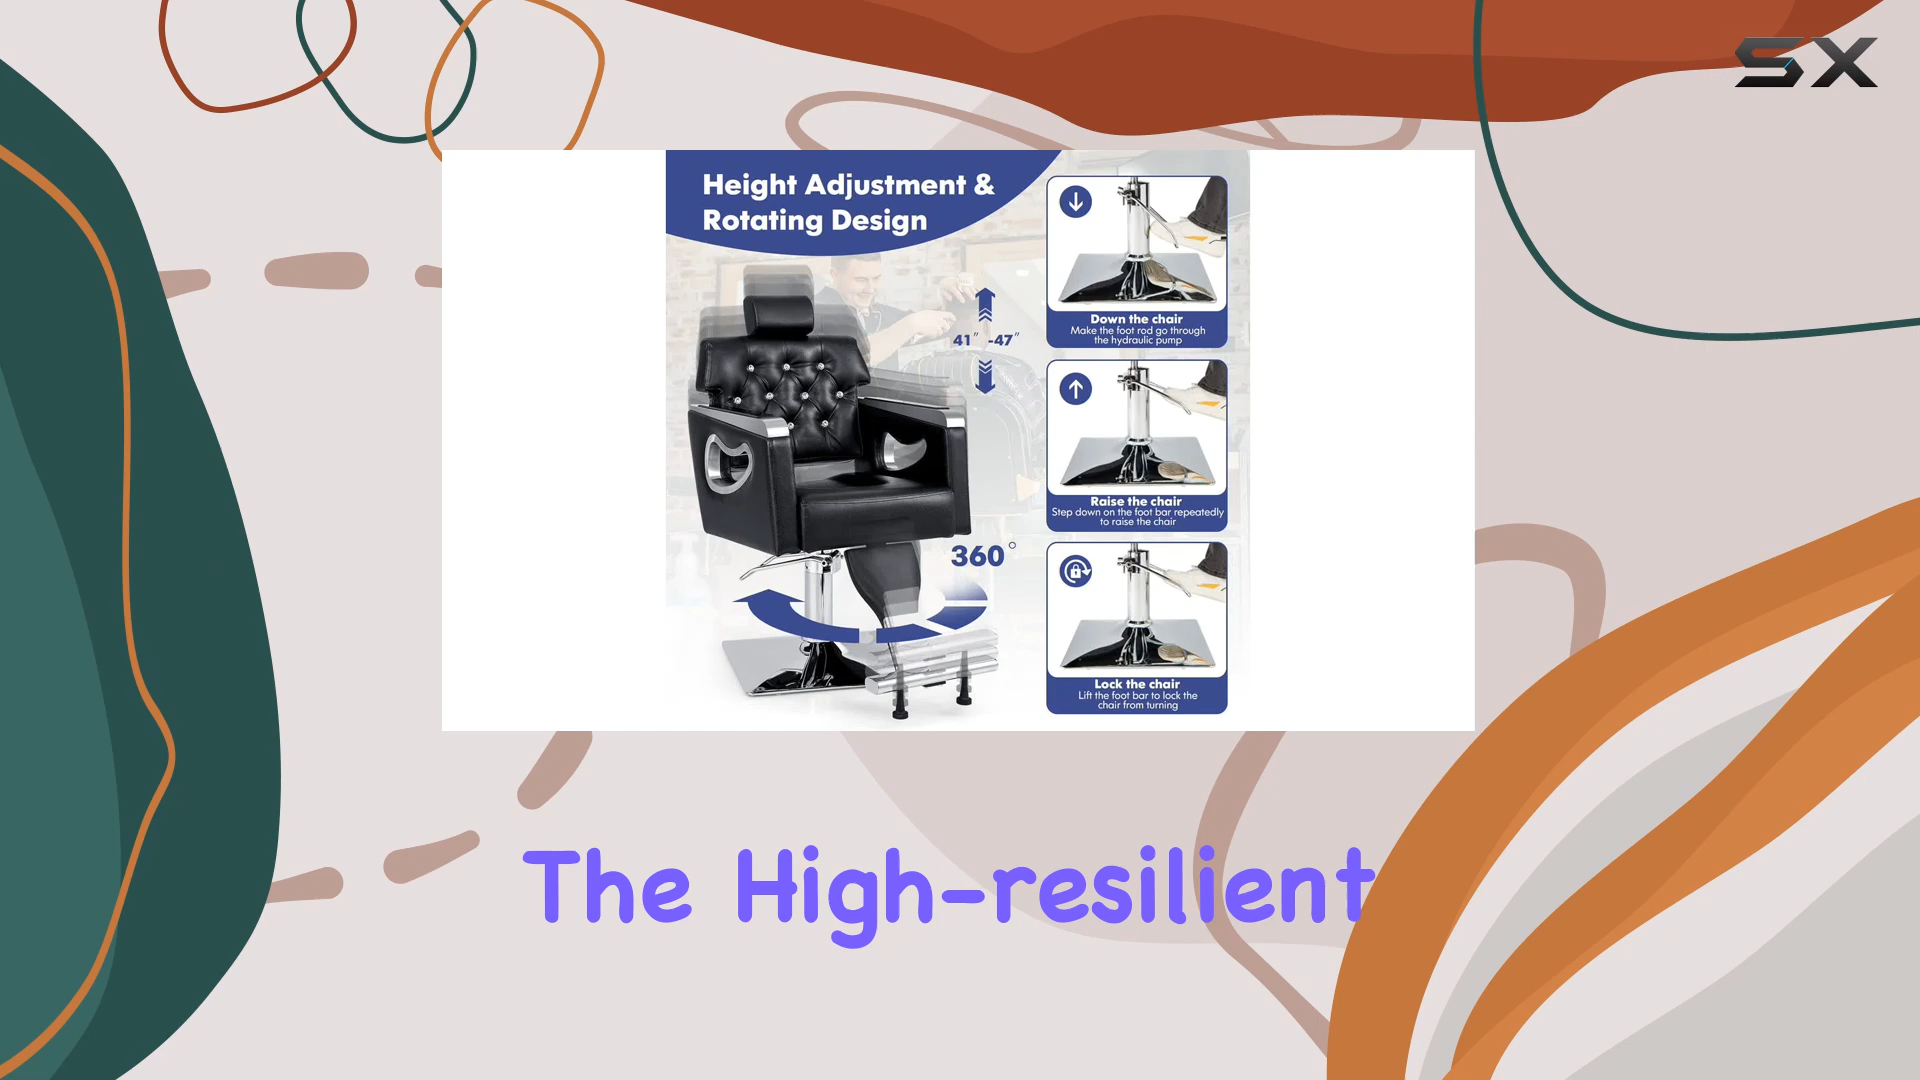 SX
Height Adjustment &
Rotating Design
41" -47"
360°
Down the chair
Make the foot rod go through
the hydraulic pump
Raise the chair
Step down on the foot bar repeatedly
to raise the chair
Lock the chair
Lift the foot bar to lock the
chair from turning
The High-resilient